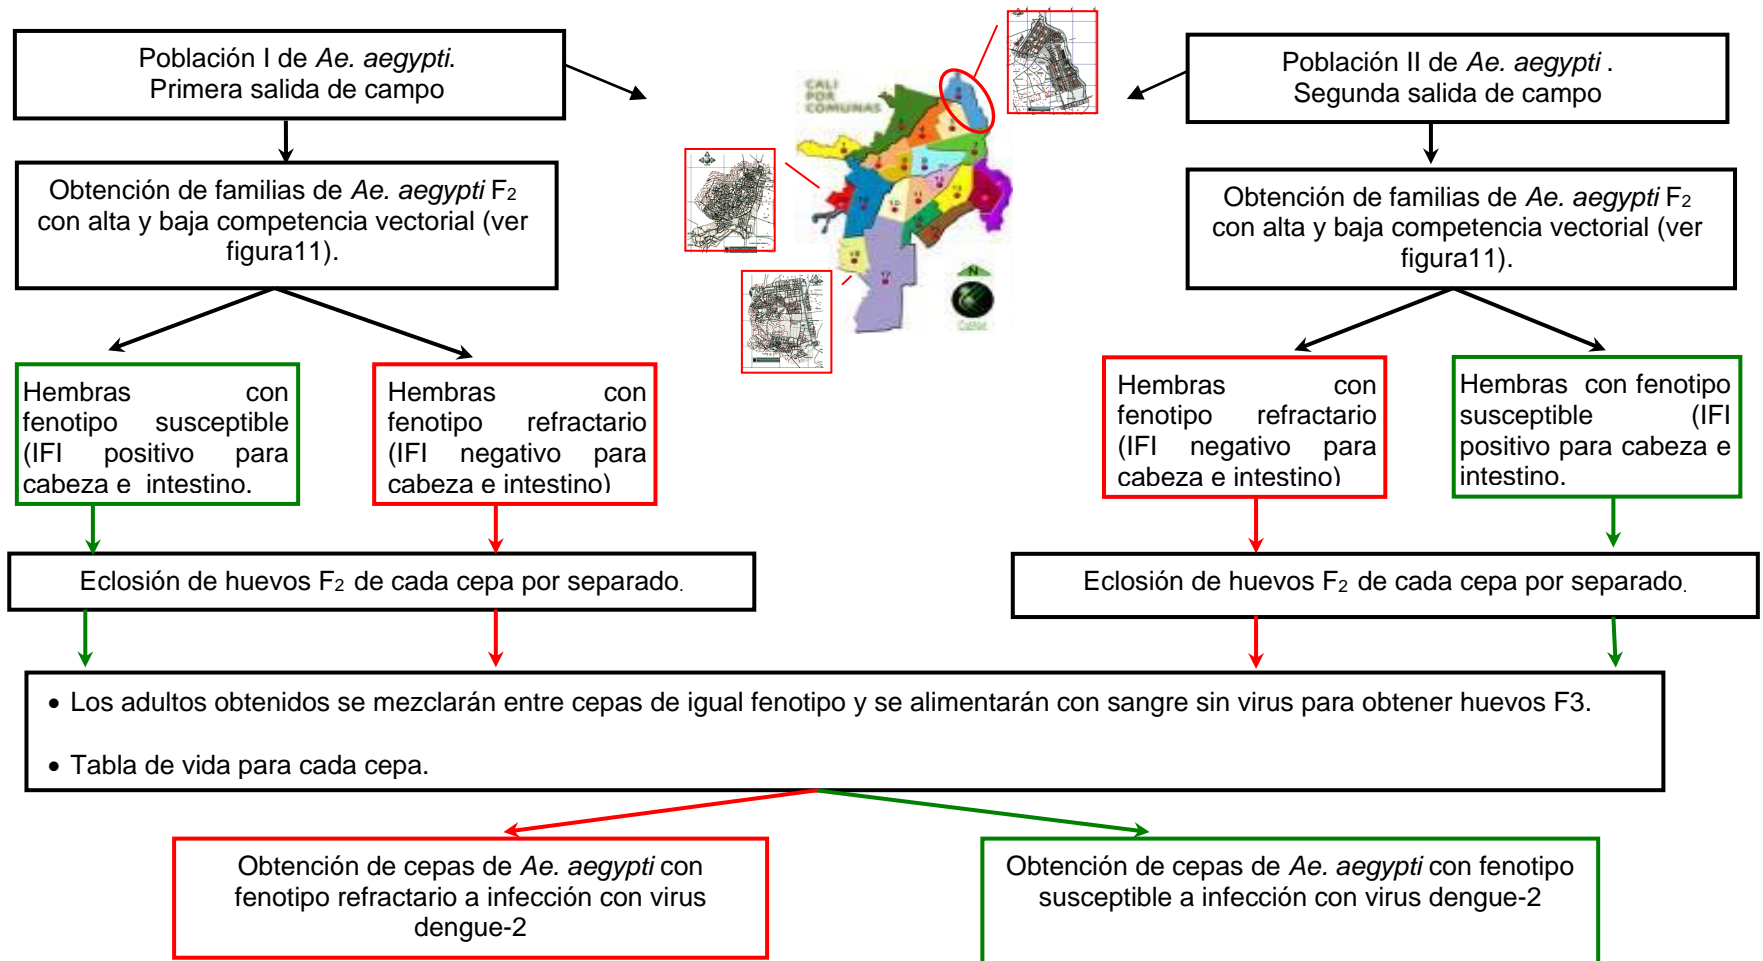 Población I de Ae. aegypti.
Primera salida de campo
CALI
POR
COMUNAS
Población II de Ae. aegypti .
Segunda salida de campo
Obtención de familias de Ae. aegypti F2
con alta y baja competencia vectorial (ver
figura11).
Obtención de familias de Ae. aegypti F2
con alta y baja competencia vectorial (ver
figura11).
N
Hembras con
fenotipo susceptible
(IFI positivo para
cabeza e intestino.
Hembras con
fenotipo refractario
(IFI negativo para
cabeza e intestino)
Hembras con
fenotipo refractario
(IFI negativo para
cabeza e intestino)
Hembras con fenotipo
susceptible (IFI
positivo para cabeza e
intestino.
Eclosión de huevos F2 de cada cepa por separado.
Eclosión de huevos F2 de cada cepa por separado.
• Los adultos obtenidos se mezclarán entre cepas de igual fenotipo y se alimentarán con sangre sin virus para obtener huevos F3.
• Tabla de vida para cada cepa.
Obtención de cepas de Ae. aegypti con
fenotipo refractario a infección con virus
dengue-2
Obtención de cepas de Ae. aegypti con fenotipo
susceptible a infección con virus dengue-2